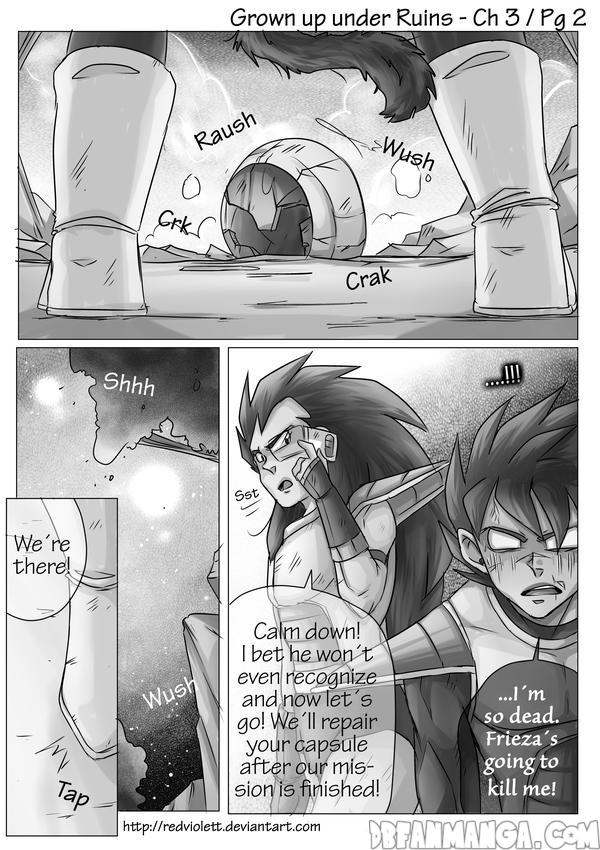 Grown up under Ruins - Ch 3 / Pg 2
Raush
Wush
Crk
Crak
Shhh
We´re
there!
Wush
Tap
...!!!
Sst
Calm down!
I bet he won´t
even recognize
and now let´s
go! We´ll repair
your capsule
after our mis-
sion is finished!
...I´m
so dead.
Frieza´s
going to
kill me!
http://redviolett.deviantart.com
DBFANMANGA.COM